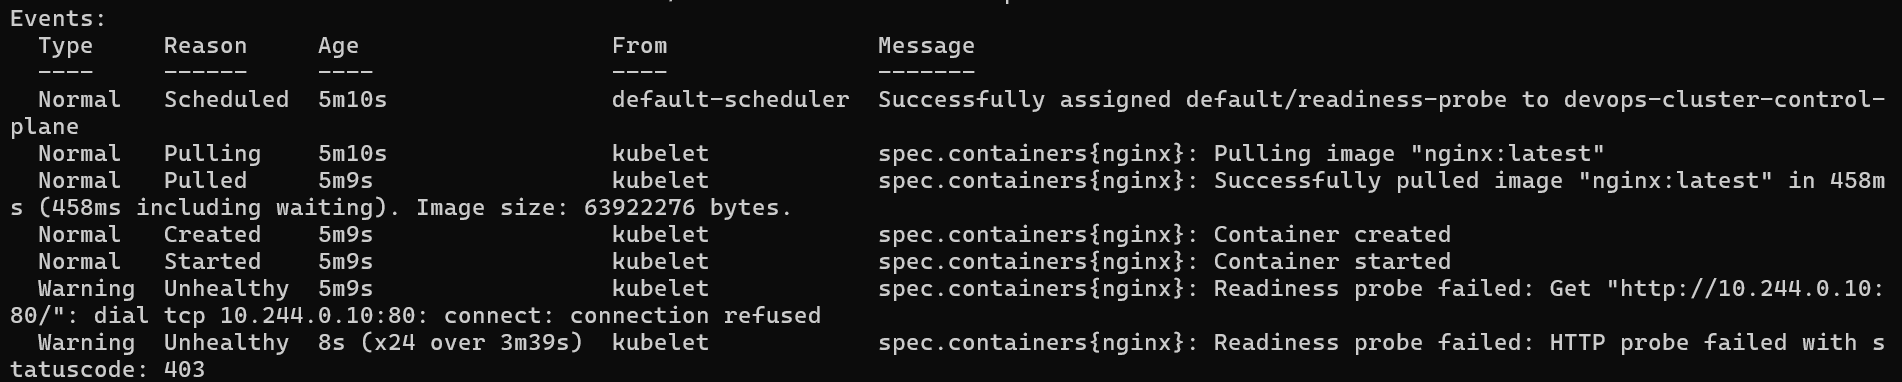 Events:
  Type     Reason     Age                    From               Message
  ----     ------     ----                   ----               -------
  Normal   Scheduled  5m10s                  default-scheduler  Successfully assigned default/readiness-probe to devops-cluster-control-
plane
  Normal   Pulling    5m10s                  kubelet            spec.containers{nginx}: Pulling image "nginx:latest"
  Normal   Pulled     5m9s                   kubelet            spec.containers{nginx}: Successfully pulled image "nginx:latest" in 458m
s (458ms including waiting). Image size: 63922276 bytes.
  Normal   Created    5m9s                   kubelet            spec.containers{nginx}: Container created
  Normal   Started    5m9s                   kubelet            spec.containers{nginx}: Container started
  Warning  Unhealthy  5m9s                   kubelet            spec.containers{nginx}: Readiness probe failed: Get "http://10.244.0.10:
80/": dial tcp 10.244.0.10:80: connect: connection refused
  Warning  Unhealthy  8s (x24 over 3m39s)    kubelet            spec.containers{nginx}: Readiness probe failed: HTTP probe failed with s
tatuscode: 403